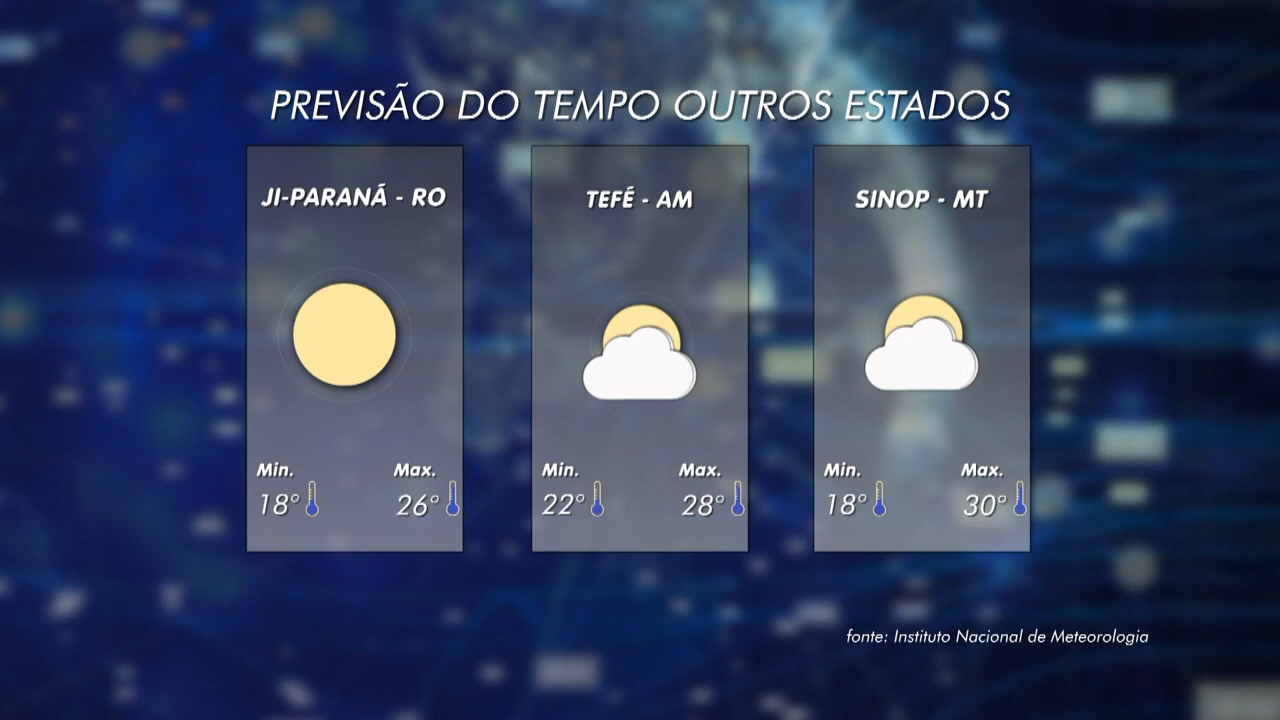 PREVISÃO DO TEMPO OUTROS ESTADOS
JI-PARANÁ - RO
Min.
18°
Max.
26°
TEFÉ - AM
Min.
22°
Max.
28°
SINOP - MT
Min.
18°
Max.
30°
fonte: Instituto Nacional de Meteorologia